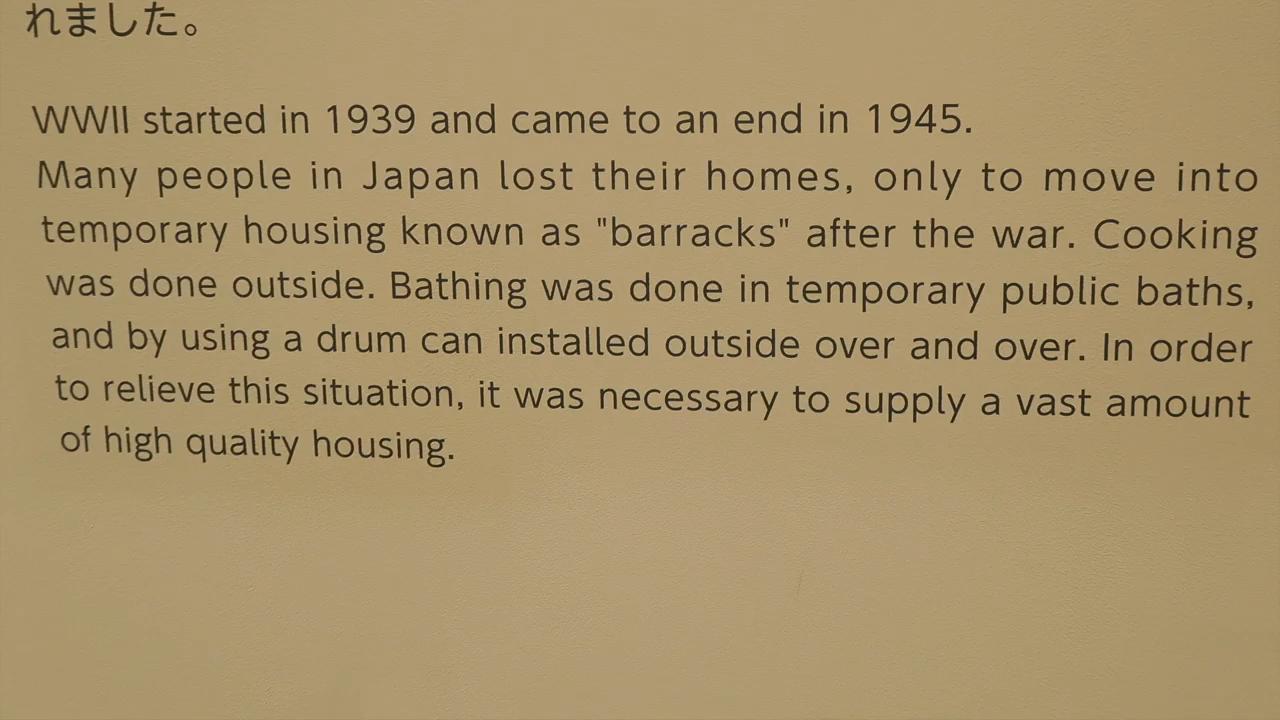 れました。
WWII started in 1939 and came to an end in 1945.
Many people in Japan lost their homes, only to move into
temporary housing known as "barracks" after the war. Cooking
was done outside. Bathing was done in temporary public baths,
and by using a drum can installed outside over and over. In order
to relieve this situation, it was necessary to supply a vast amount
of high quality housing.